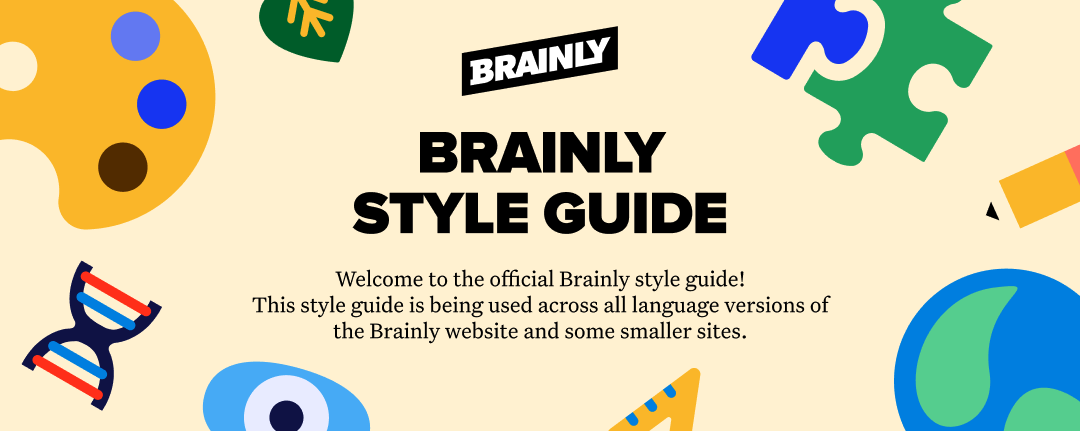 BRAINLY
BRAINLY
STYLE GUIDE
Welcome to the official Brainly style guide!
This style guide is being used across all language versions of
the Brainly website and some smaller sites.